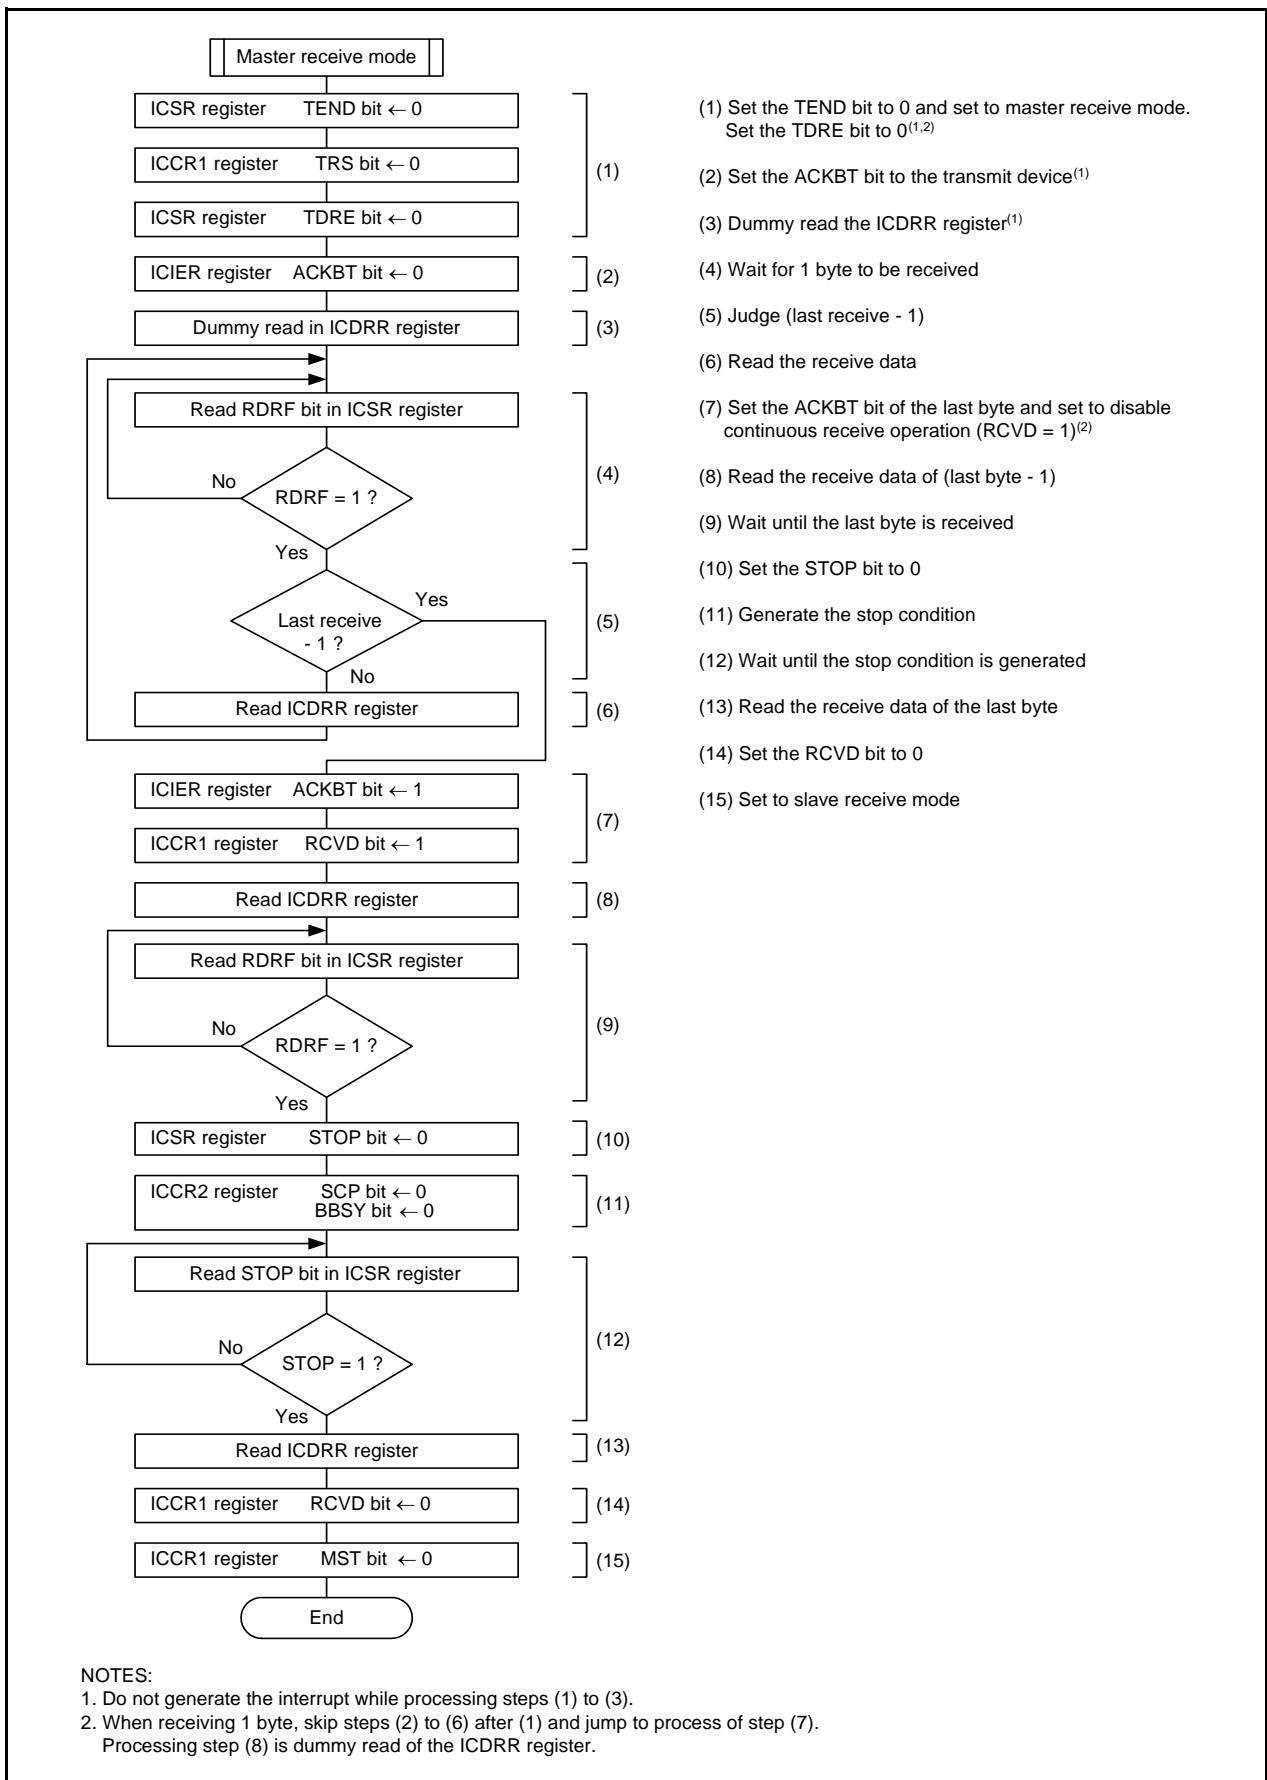 Master receive mode
ICSR register TEND bit ← 0
ICCR1 register TRS bit ← 0
ICSR register TDRE bit ← 0
(1)
ICIER register ACKBT bit ← 0
(2)
Dummy read in ICDRR register
(3)
Read RDRF bit in ICSR register
No
RDRF = 1 ?
Yes
(4)
Last receive
- 1 ?
Yes
No
(5)
Read ICDRR register
(6)
ICIER register ACKBT bit ← 1
ICCR1 register RCVD bit ← 1
(7)
Read ICDRR register
(8)
Read RDRF bit in ICSR register
No
RDRF = 1 ?
Yes
(9)
ICSR register STOP bit ← 0
(10)
ICCR2 register SCP bit ← 0
BBSY bit ← 0
(11)
Read STOP bit in ICSR register
No
STOP = 1 ?
Yes
(12)
Read ICDRR register
(13)
ICCR1 register RCVD bit ← 0
(14)
ICCR1 register MST bit ← 0
(15)
End
(1) Set the TEND bit to 0 and set to master receive mode.
Set the TDRE bit to 0(1,2)
(2) Set the ACKBT bit to the transmit device(1)
(3) Dummy read the ICDRR register(1)
(4) Wait for 1 byte to be received
(5) Judge (last receive - 1)
(6) Read the receive data
(7) Set the ACKBT bit of the last byte and set to disable
continuous receive operation (RCVD = 1)(2)
(8) Read the receive data of (last byte - 1)
(9) Wait until the last byte is received
(10) Set the STOP bit to 0
(11) Generate the stop condition
(12) Wait until the stop condition is generated
(13) Read the receive data of the last byte
(14) Set the RCVD bit to 0
(15) Set to slave receive mode
NOTES:
1. Do not generate the interrupt while processing steps (1) to (3).
2. When receiving 1 byte, skip steps (2) to (6) after (1) and jump to process of step (7).
Processing step (8) is dummy read of the ICDRR register.